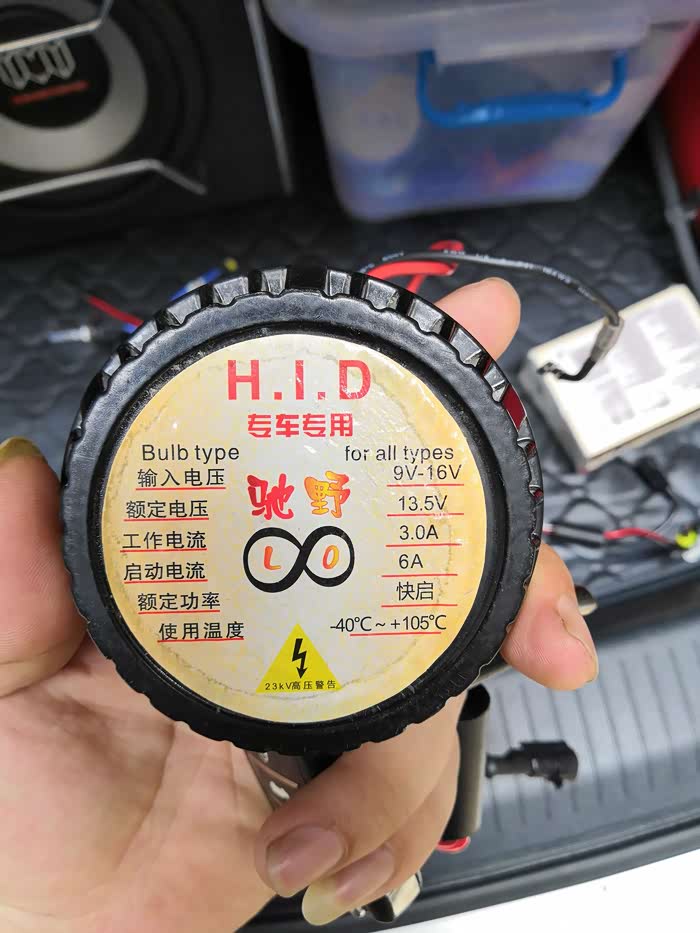 H.I.D
专车专用
Bulb type for all types
输入电压 9V-16V
驰野
额定电压 13.5V
工作电流 3.0A
L O
启动电流 6A
额定功率 快启
使用温度 -40℃~+105℃
23kV高压警告